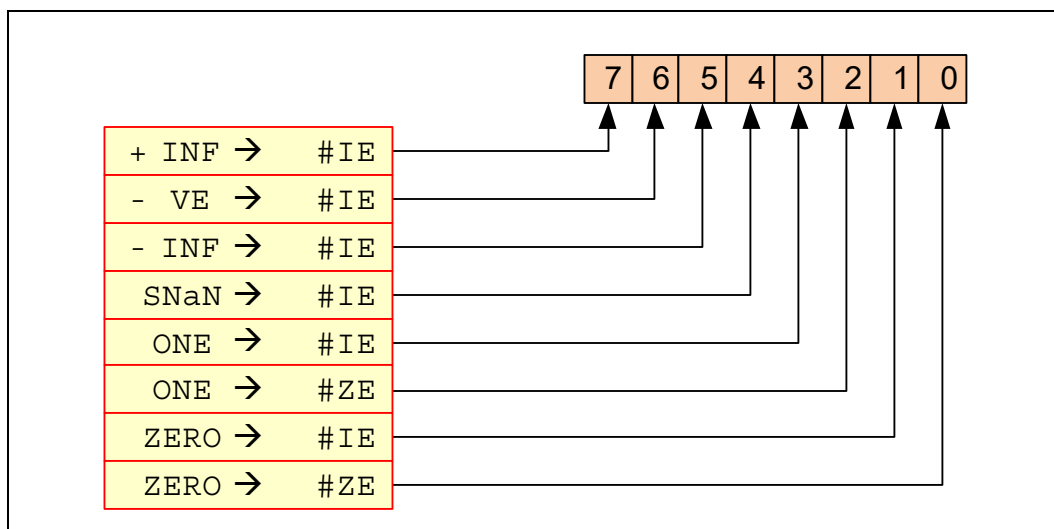 7 6 5 4 3 2 1 0
+ INF → #IE
- VE → #IE
- INF → #IE
SNaN → #IE
ONE → #IE
ONE → #ZE
ZERO → #IE
ZERO → #ZE